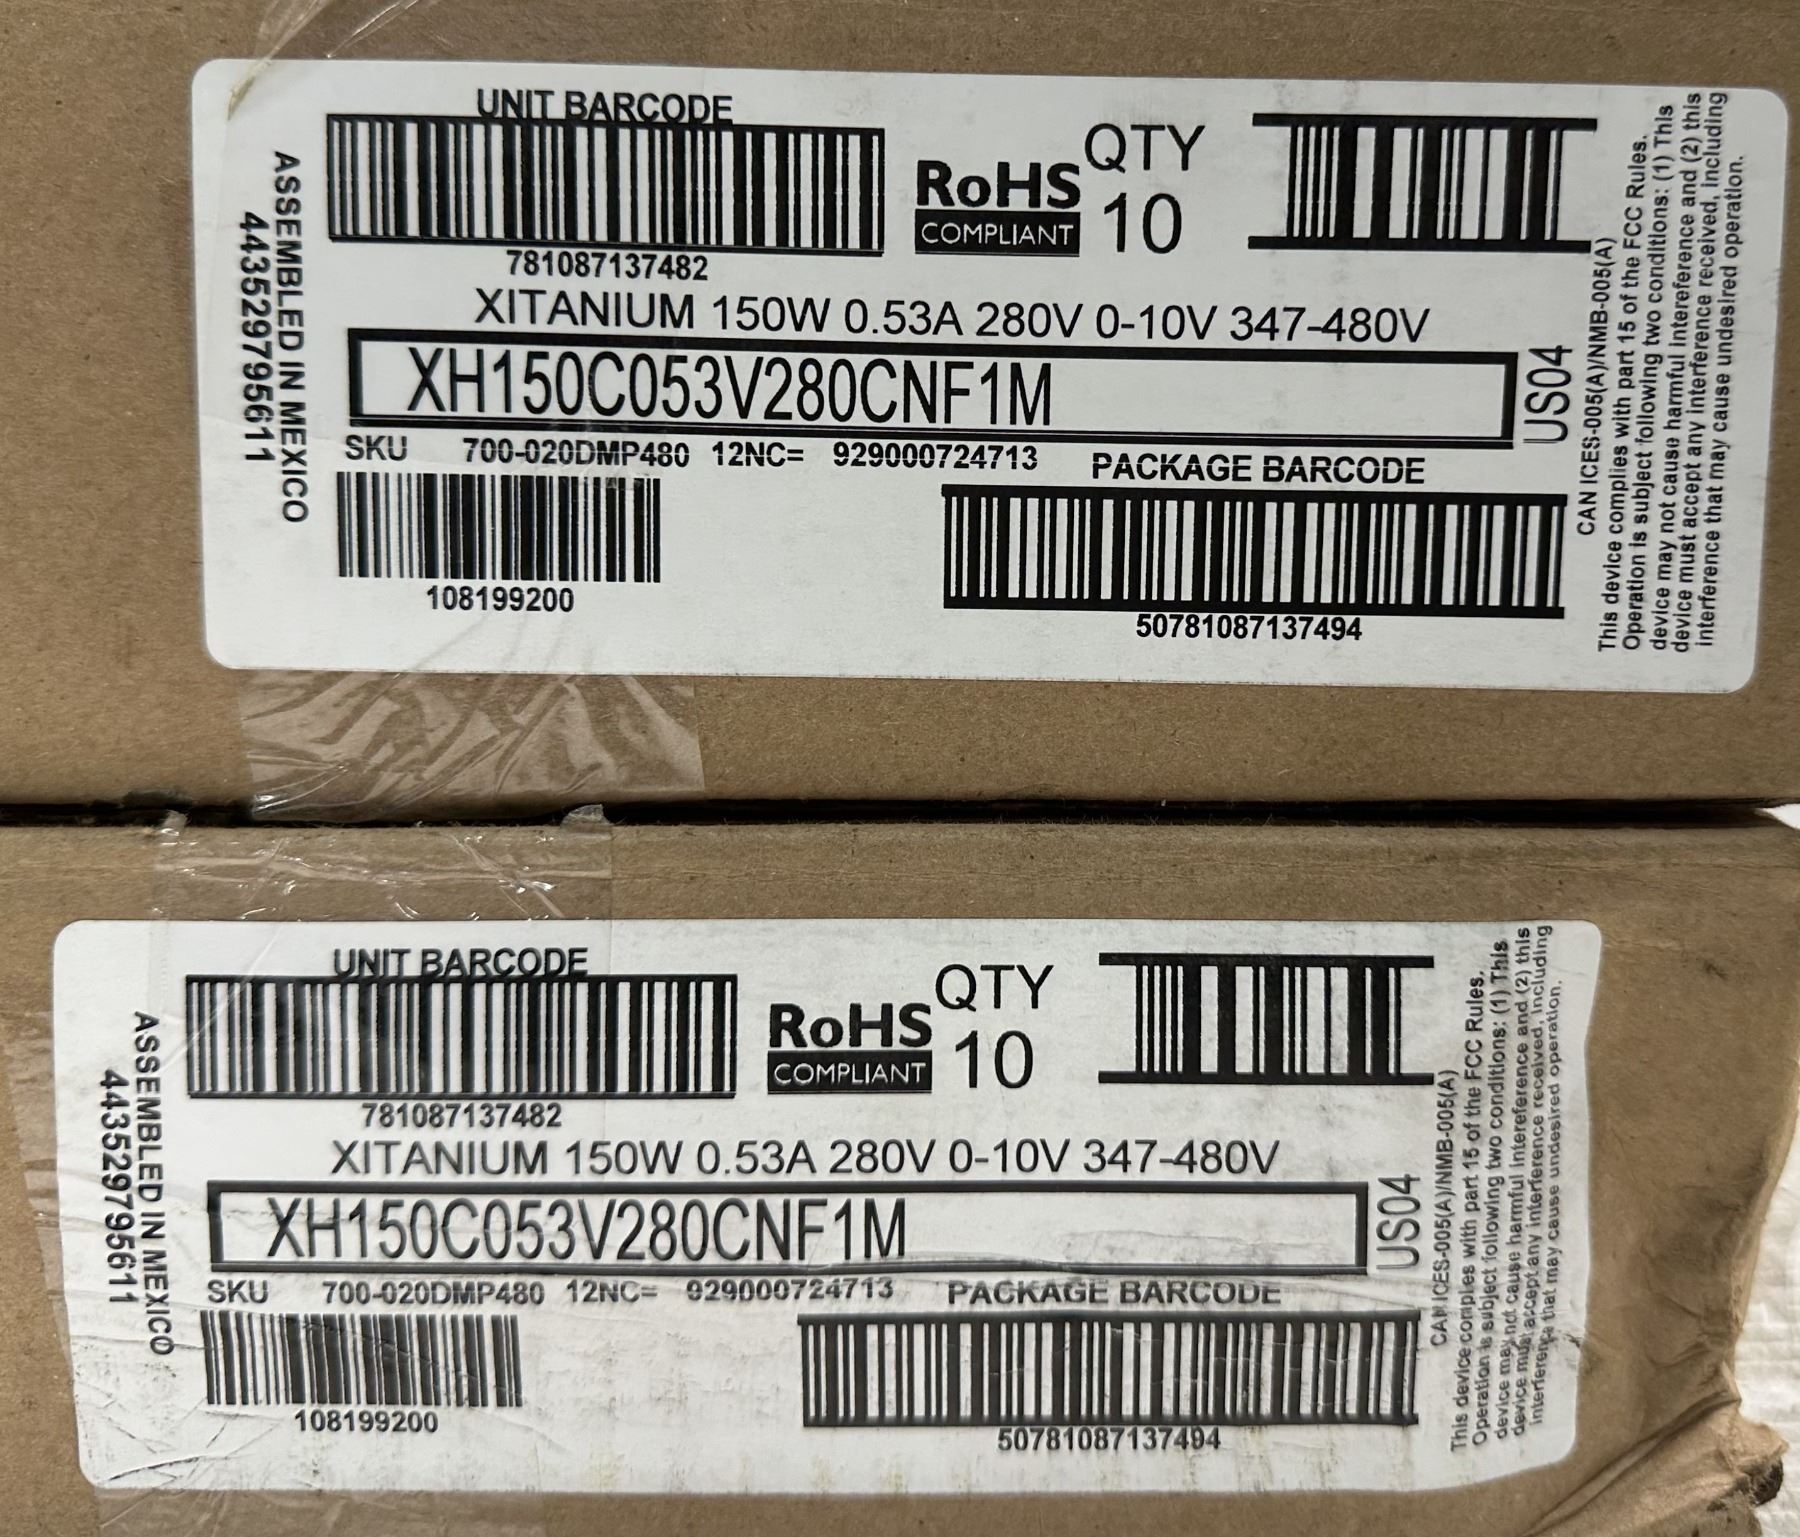 UNIT BARCODE
781087137482
RoHS
COMPLIANT
QTY
10
XITANIUM 150W 0.53A 280V 0-10V 347-480V
XH150C053V280CNF1M
US04
SKU 700-020DMP480 12NC= 929000724713 PACKAGE BARCODE
108199200
50781087137494
ASSEMBLED IN MEXICO
443529795611
CAN ICES-005(A)/NMB-005(A)
This device complies with part 15 of the FCC Rules.
Operation is subject following two conditions: (1) This
device may not cause harmful Intereference and (2) this
device must accept any interference received, including
interference that may cause undesired operation.
UNIT BARCODE
781087137482
RoHS
COMPLIANT
QTY
10
XITANIUM 150W 0.53A 280V 0-10V 347-480V
XH150C053V280CNF1M
US04
SKU 700-020DMP480 12NC= 929000724713 PACKAGE BARCODE
108199200
50781087137494
ASSEMBLED IN MEXICO
443529795611
CAN ICES-005(A)/NMB-005(A)
This device complies with part 15 of the FCC Rules.
Operation is subject following two conditions: (1) This
device may not cause harmful Intereference and (2) this
device must accept any interference received, including
interference that may cause undesired operation.